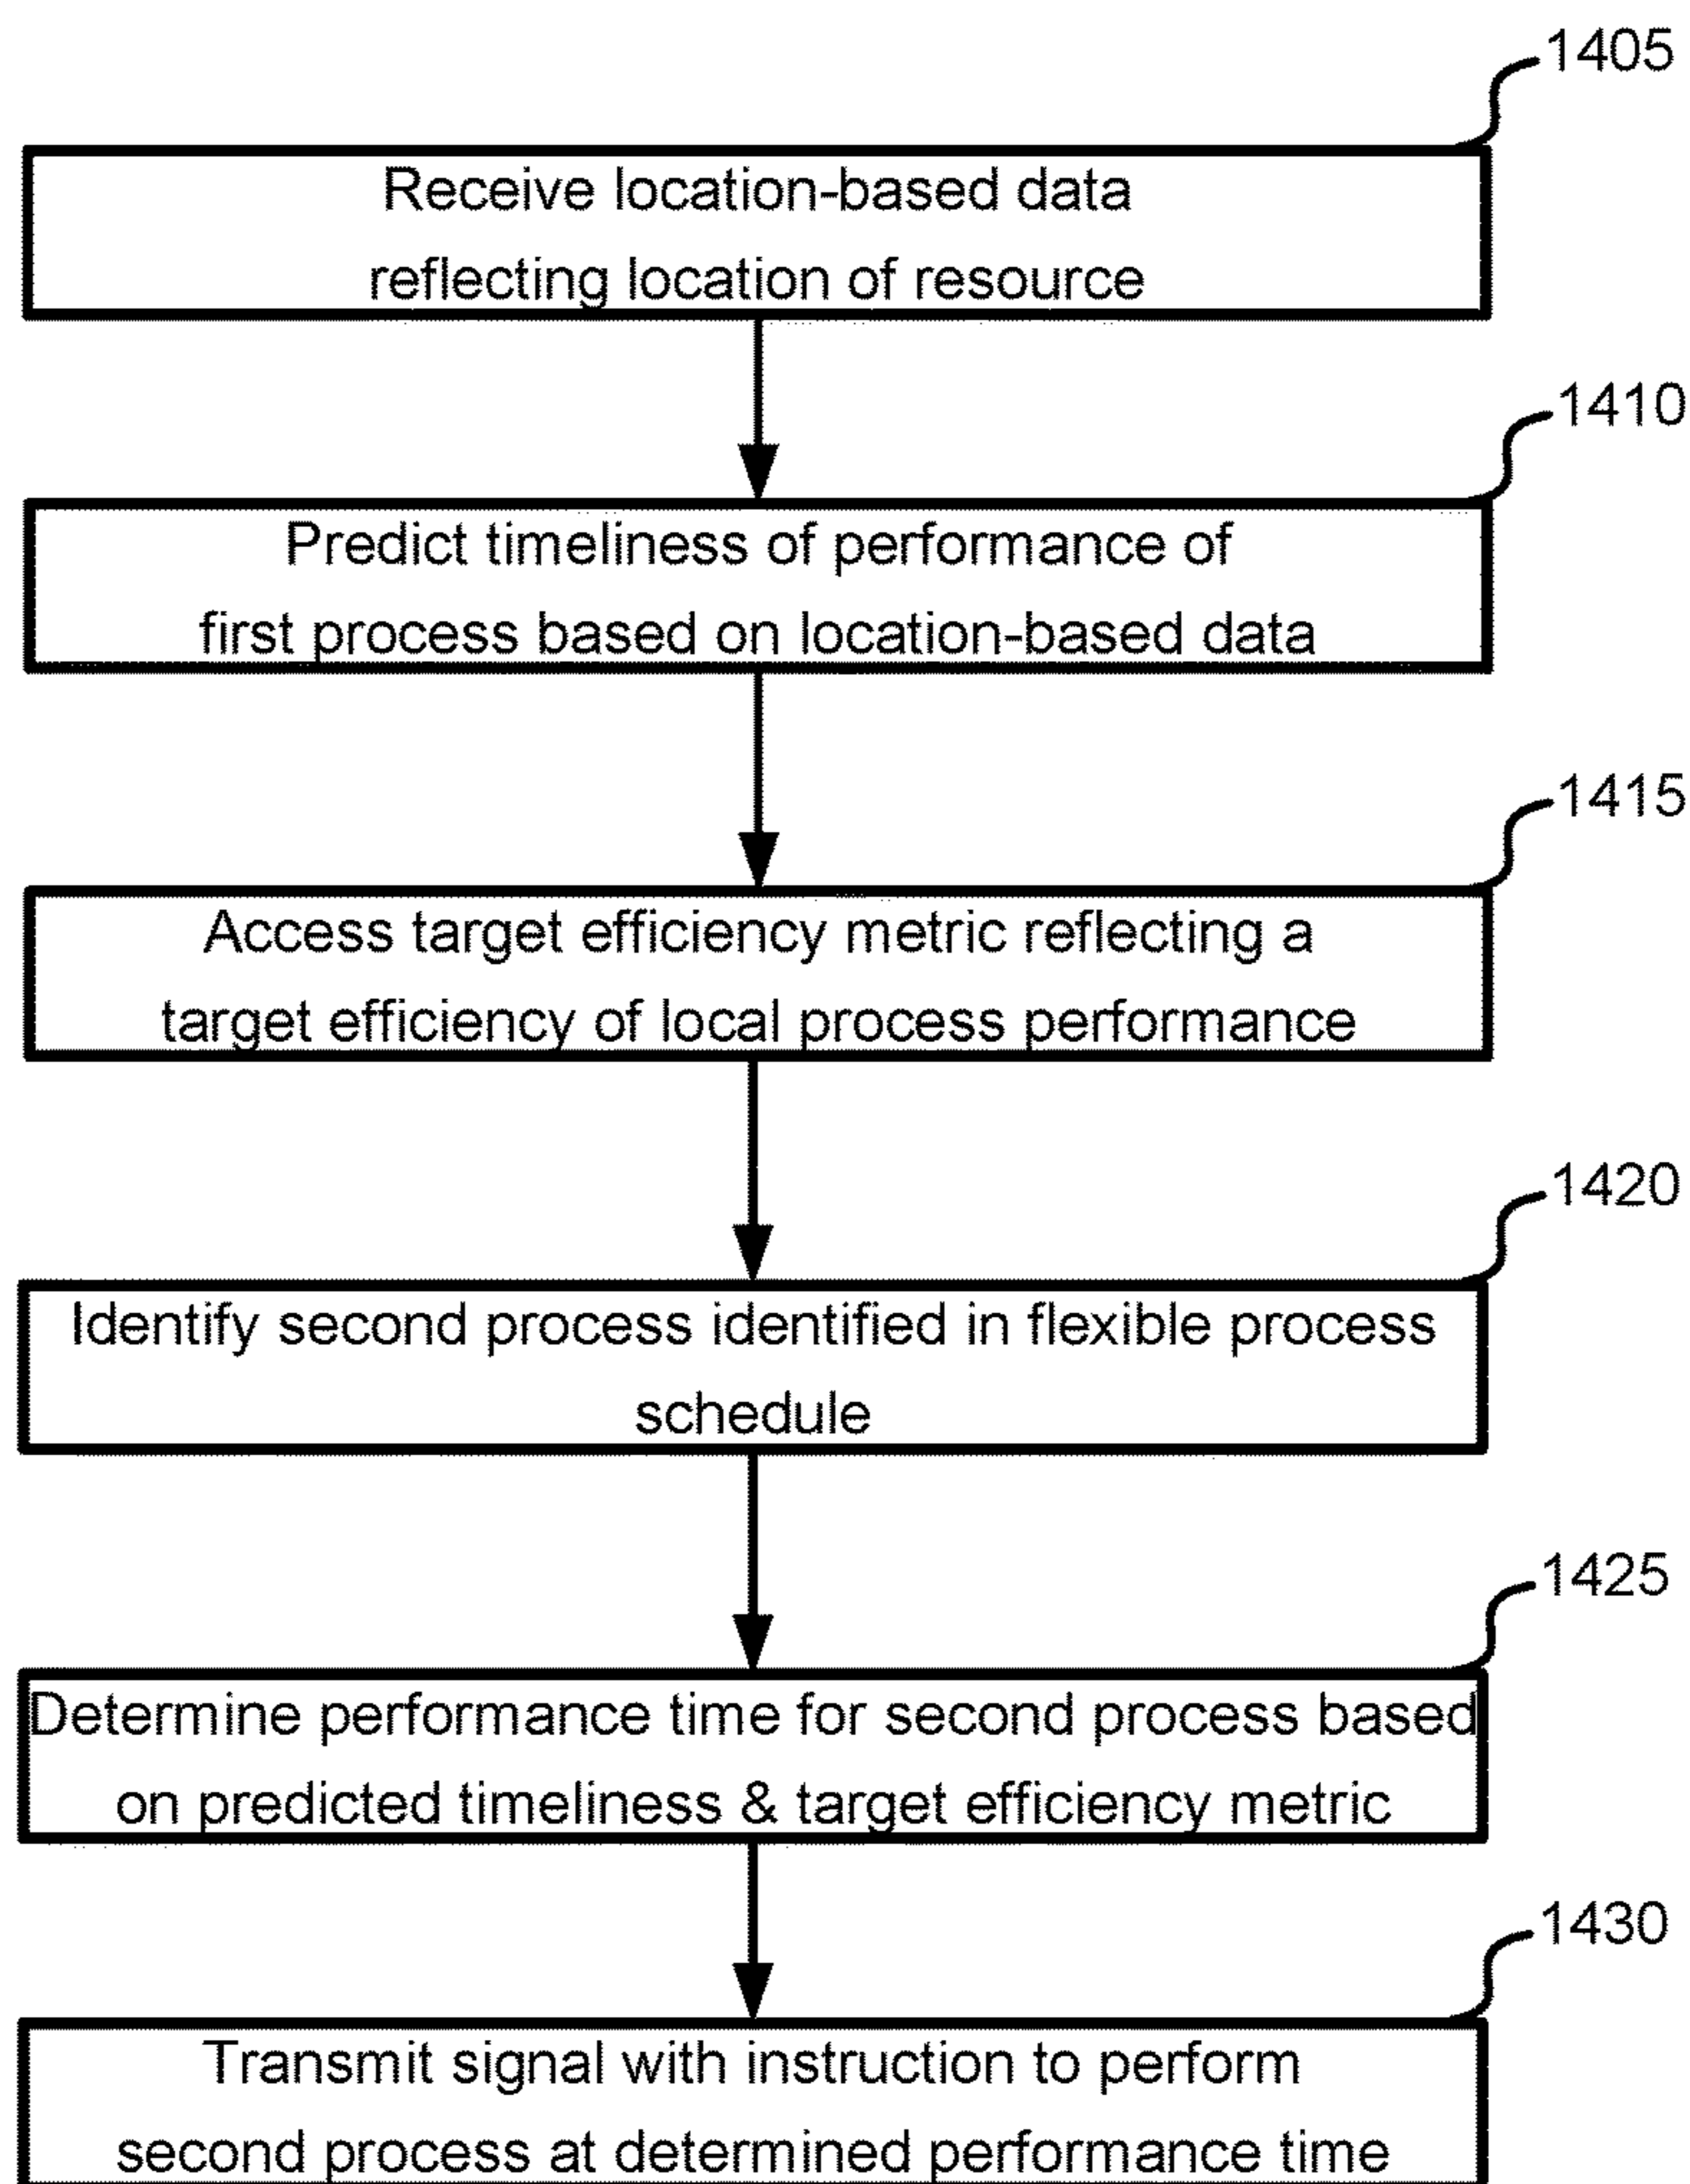 1405
Receive location-based data
reflecting location of resource
1410
Predict timeliness of performance of
first process based on location-based data
1415
Access target efficiency metric reflecting a
target efficiency of local process performance
1420
Identify second process identified in flexible process
schedule
1425
Determine performance time for second process based
on predicted timeliness & target efficiency metric
1430
Transmit signal with instruction to perform
second process at determined performance time